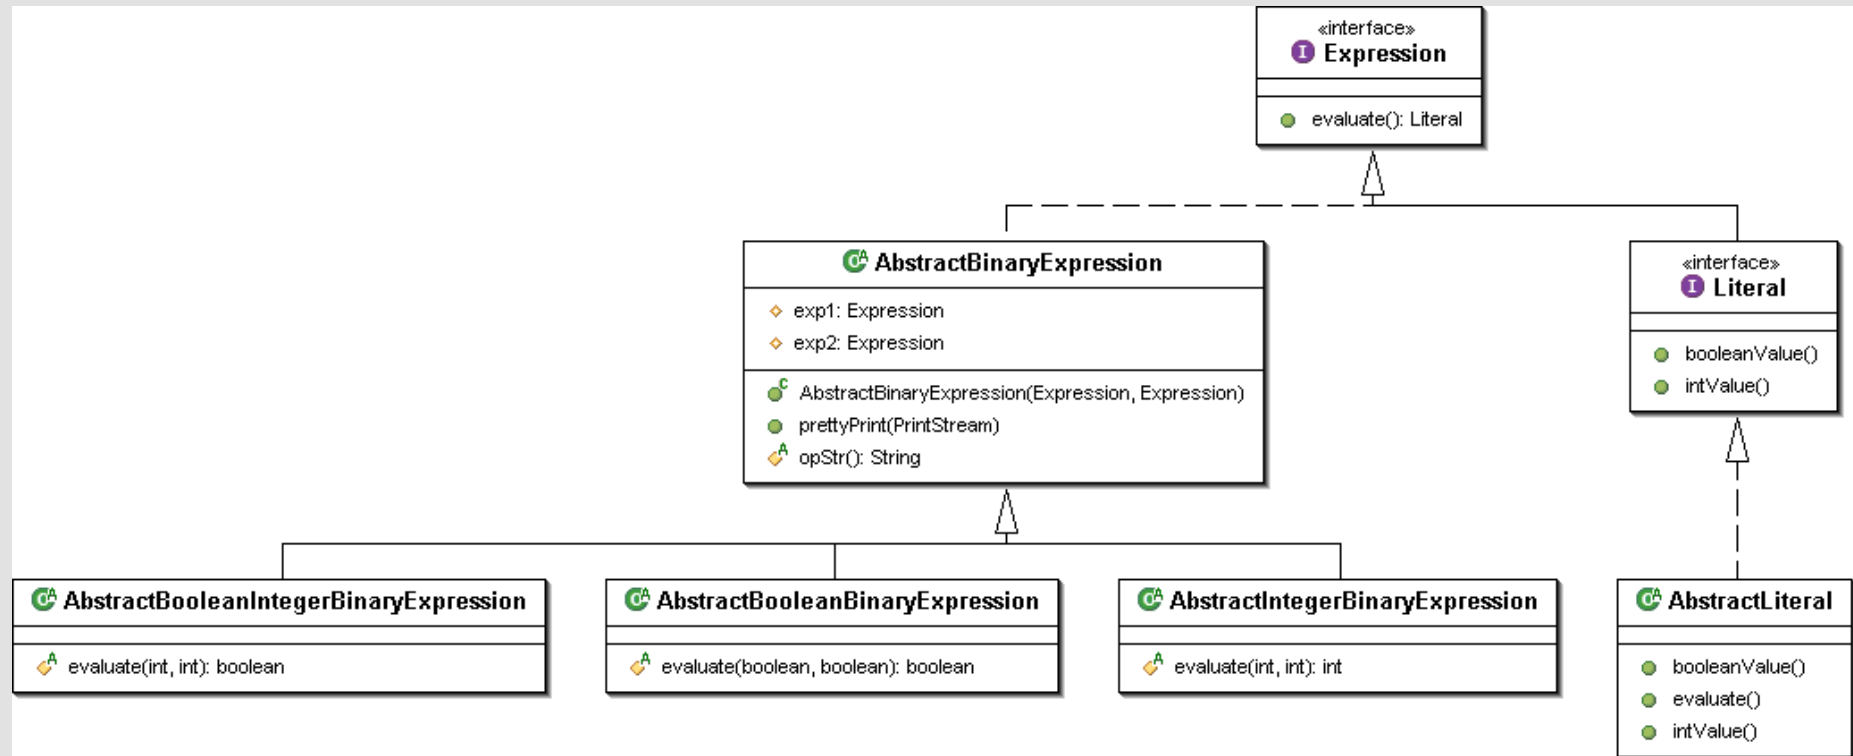 «interface»
Expression
evaluate(): Literal
AbstractBinaryExpression
exp1: Expression
exp2: Expression
AbstractBinaryExpression(Expression, Expression)
prettyPrint(PrintStream)
opStr(): String
«interface»
Literal
booleanValue()
intValue()
AbstractBooleanIntegerBinaryExpression
evaluate(int, int): boolean
AbstractBooleanBinaryExpression
evaluate(boolean, boolean): boolean
AbstractIntegerBinaryExpression
evaluate(int, int): int
AbstractLiteral
booleanValue()
evaluate()
intValue()